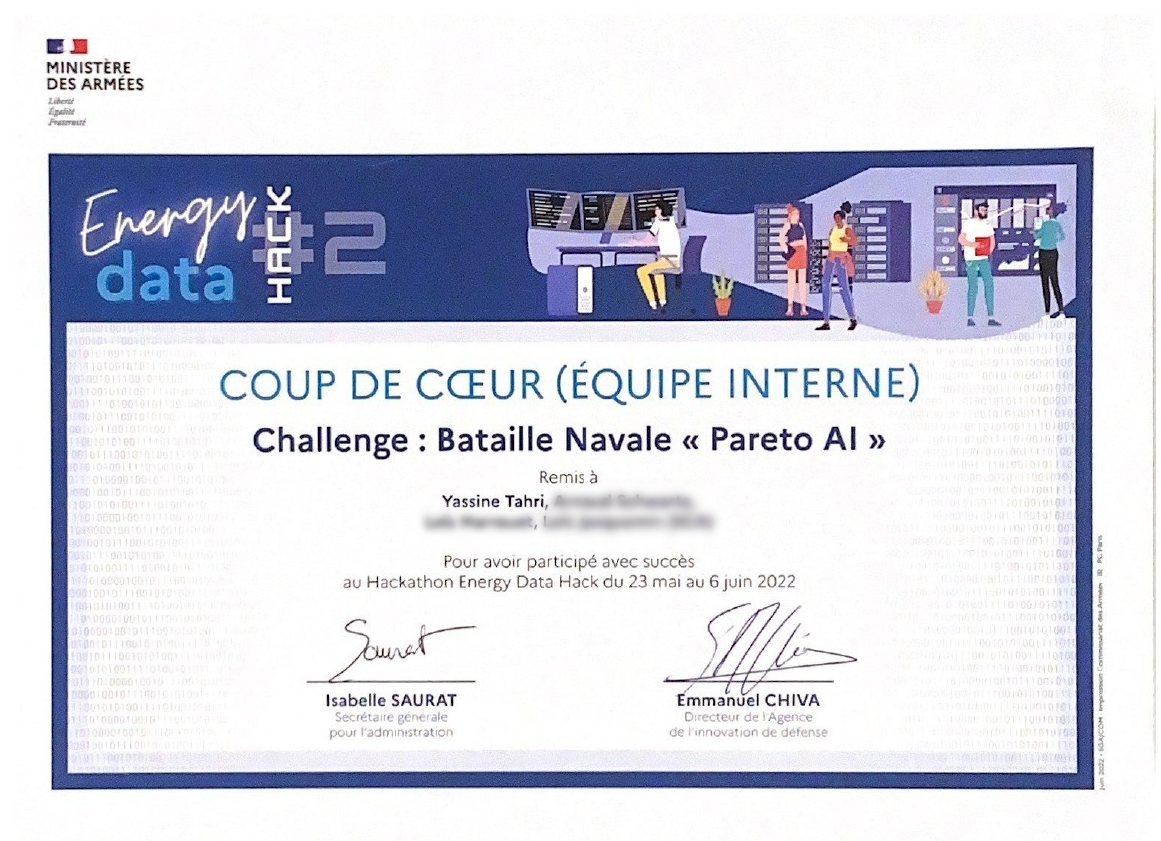 MINISTÈRE
DES ARMÉES
Liberté
Égalité
Fraternité
Energy
data
HACK
#2
COUP DE CŒUR (ÉQUIPE INTERNE)
Challenge : Bataille Navale « Pareto AI »
Remis à
Yassine Tahri,
Pour avoir participé avec succès
au Hackathon Energy Data Hack du 23 mai au 6 juin 2022
Saurat
Isabelle SAURAT
Secrétaire générale
pour l'administration
Emmanuel CHIVA
Directeur de l'Agence
de l'innovation de défense
Juin 2022 - SGA/COM Impression Commissariat des Armées IR PG Paris